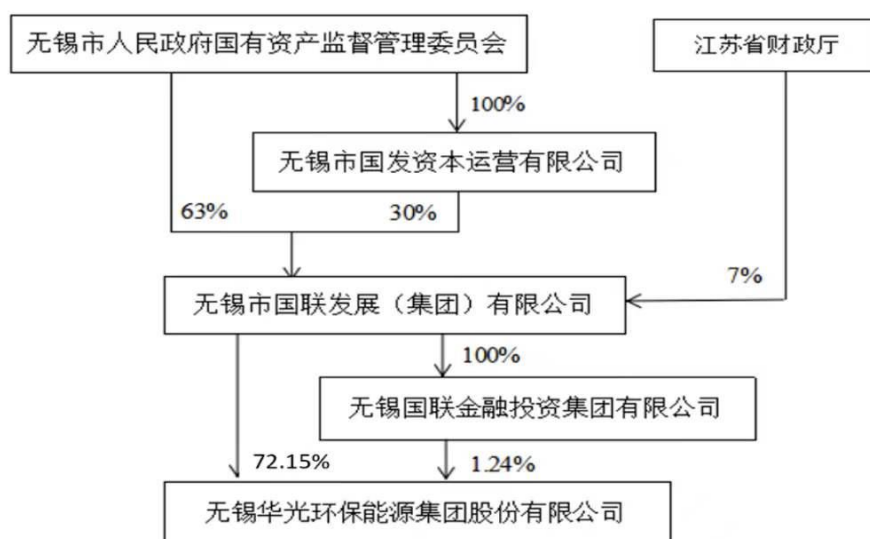 无锡市人民政府国有资产监督管理委员会
江苏省财政厅
100%
无锡市国发资本运营有限公司
63%
30%
7%
无锡市国联发展（集团）有限公司
100%
无锡国联金融投资集团有限公司
72.15%
1.24%
无锡华光环保能源集团股份有限公司